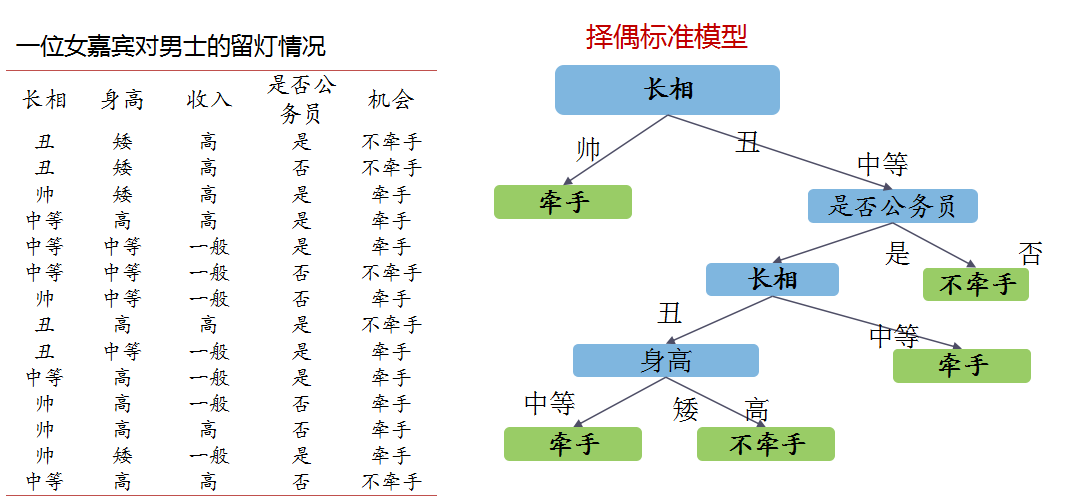 一位女嘉宾对男士的留灯情况
长相 身高 收入 是否公务员 机会
丑 矮 高 是 不牵手
丑 矮 高 否 不牵手
帅 矮 高 是 牵手
中等 高 高 是 牵手
中等 中等 一般 是 牵手
中等 中等 一般 否 不牵手
帅 中等 一般 否 牵手
丑 高 高 是 不牵手
丑 中等 一般 是 牵手
中等 高 一般 是 牵手
帅 高 一般 否 牵手
帅 高 高 否 牵手
帅 矮 一般 是 牵手
中等 高 高 否 不牵手
择偶标准模型
长相
帅 丑 中等
牵手 是否公务员
是 否
长相 不牵手
丑 中等
身高 牵手
中等 矮 高
牵手 不牵手